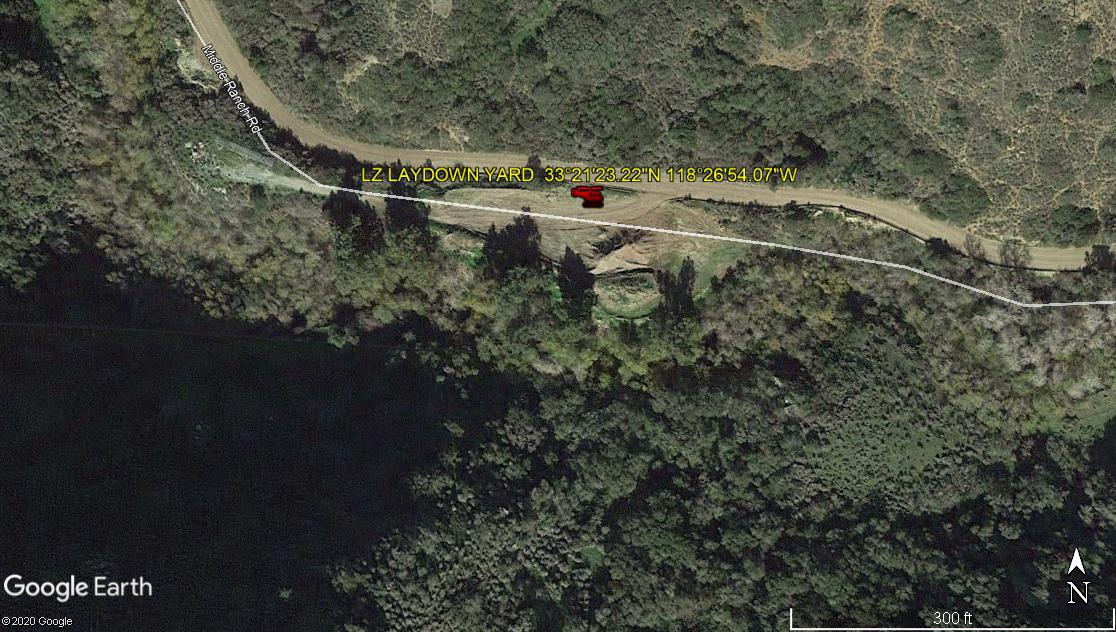 Middle Ranch Rd
LZ LAYDOWN YARD 33°21'23.22"N 118°26'54.07"W
Google Earth
N
©2020 Google
300 ft